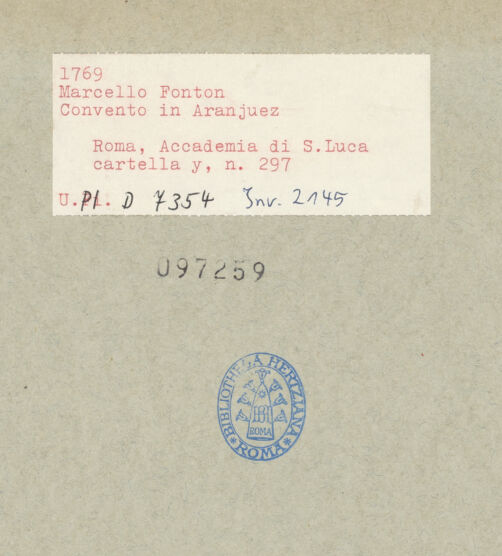 1769
Marcello Fonton
Convento in Aranjuez
Roma, Accademia di S.Luca
cartella y, n. 297
U.Pl. D 7354 Inv. 2145
097259
BIBLIOTHECA HERTZIANA
ROMA
ROMA